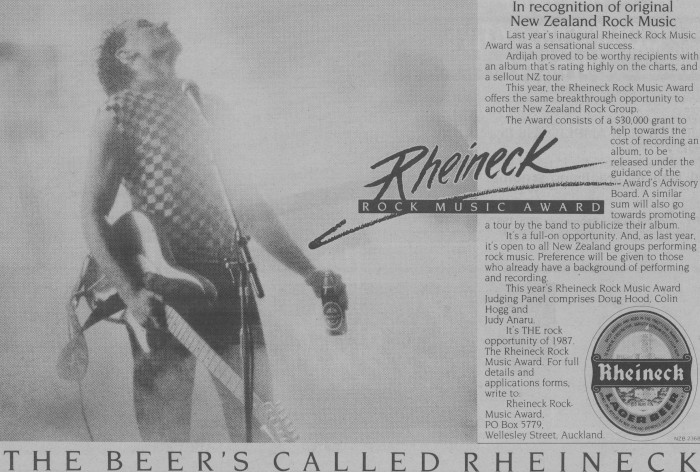 In recognition of original
New Zealand Rock Music
Last year's inaugural Rheineck Rock Music
Award was a sensational success.
Ardijah proved to be worthy recipients with
an album that's rating highly on the charts, and
a sellout NZ tour.
This year, the Rheineck Rock Music Award
offers the same breakthrough opportunity to
another New Zealand Rock Group.
The Award consists of a $30,000 grant to
help towards the
cost of recording an
album, to be
released under the
guidance of the
Award's Advisory
Board. A similar
sum will also go
towards promoting
a tour by the band to publicize their album.
It's a full-on opportunity. And, as last year,
it's open to all New Zealand groups performing
rock music. Preference will be given to those
who already have a background of performing
and recording.
This year's Rheineck Rock Music Award
Judging Panel comprises Doug Hood, Colin
Hogg and
Judy Anaru.
It's THE rock
opportunity of 1987.
The Rheineck Rock
Music Award. For full
details and
applications forms,
write to:
Rheineck Rock
Music Award,
PO Box 5779,
Wellesley Street, Auckland.
Rheineck
ROCK MUSIC AWARD
Rheineck
LAGER BEER
THE BEER'S CALLED RHEINECK